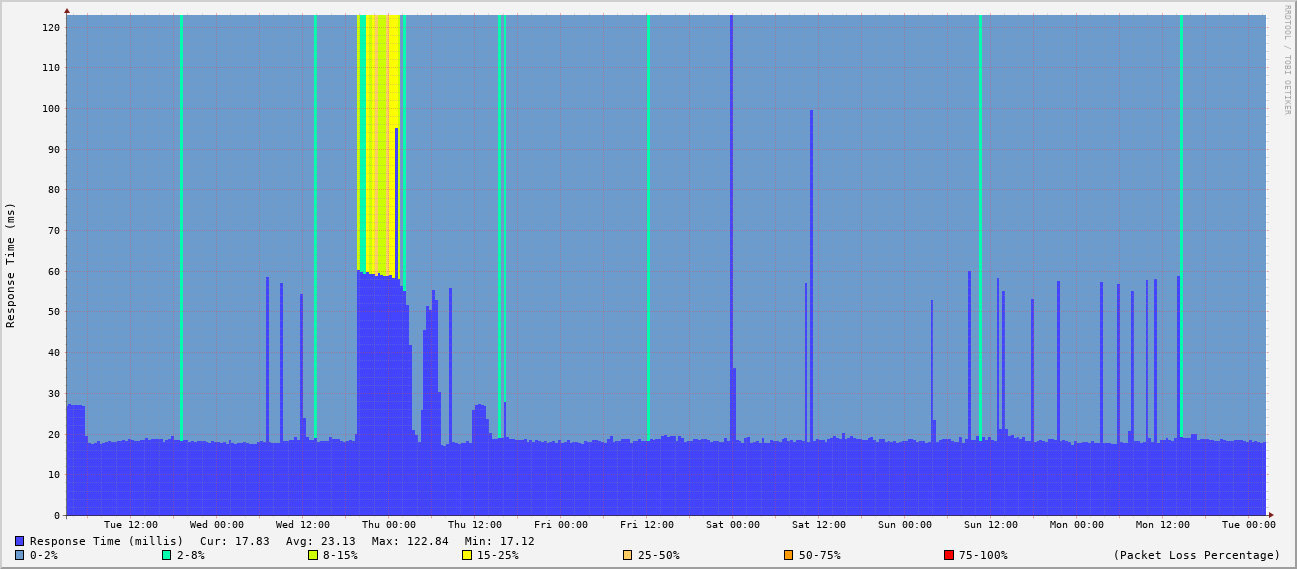 RRDTOOL / TOBI OETIKER
Response Time (ms)
120
110
100
90
80
70
60
50
40
30
20
10
0
Tue 12:00 Wed 00:00 Wed 12:00 Thu 00:00 Thu 12:00 Fri 00:00 Fri 12:00 Sat 00:00 Sat 12:00 Sun 00:00 Sun 12:00 Mon 00:00 Mon 12:00 Tue 00:00
Response Time (millis) Cur: 17.83 Avg: 23.13 Max: 122.84 Min: 17.12
0-2% 2-8% 8-15% 15-25% 25-50% 50-75% 75-100% (Packet Loss Percentage)